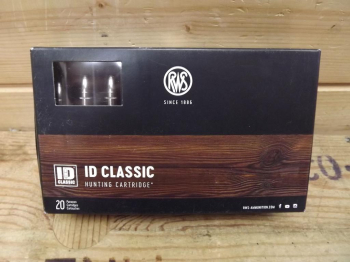 RWS
SINCE 1886
ID
CLASSIC
ID CLASSIC
HUNTING CARTRIDGE
20
RWS-AMMUNITION.COM